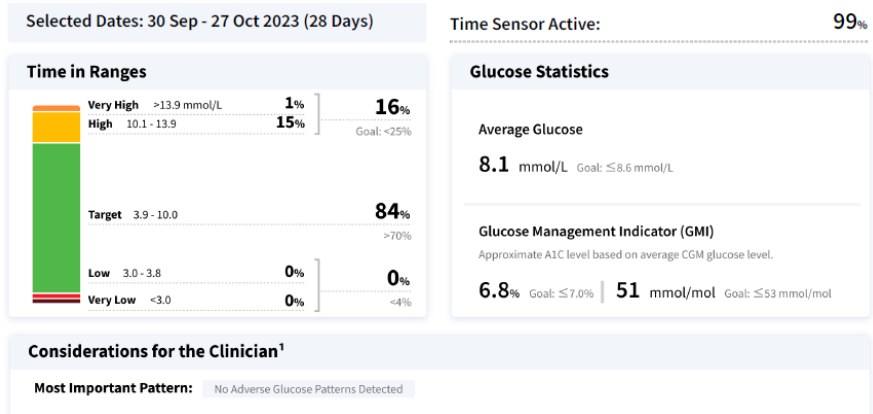 Selected Dates: 30 Sep - 27 Oct 2023 (28 Days)
Time Sensor Active: 99%
Time in Ranges
Very High >13.9 mmol/L 1%
High 10.1 - 13.9 15%
16%
Goal: <25%
Target 3.9 - 10.0 84%
>70%
Low 3.0 - 3.8 0%
Very Low <3.0 0%
0%
<4%
Glucose Statistics
Average Glucose
8.1 mmol/L Goal: ≤8.6 mmol/L
Glucose Management Indicator (GMI)
Approximate A1C level based on average CGM glucose level.
6.8% Goal: ≤7.0% | 51 mmol/mol Goal: ≤53 mmol/mol
Considerations for the Clinician¹
Most Important Pattern: No Adverse Glucose Patterns Detected